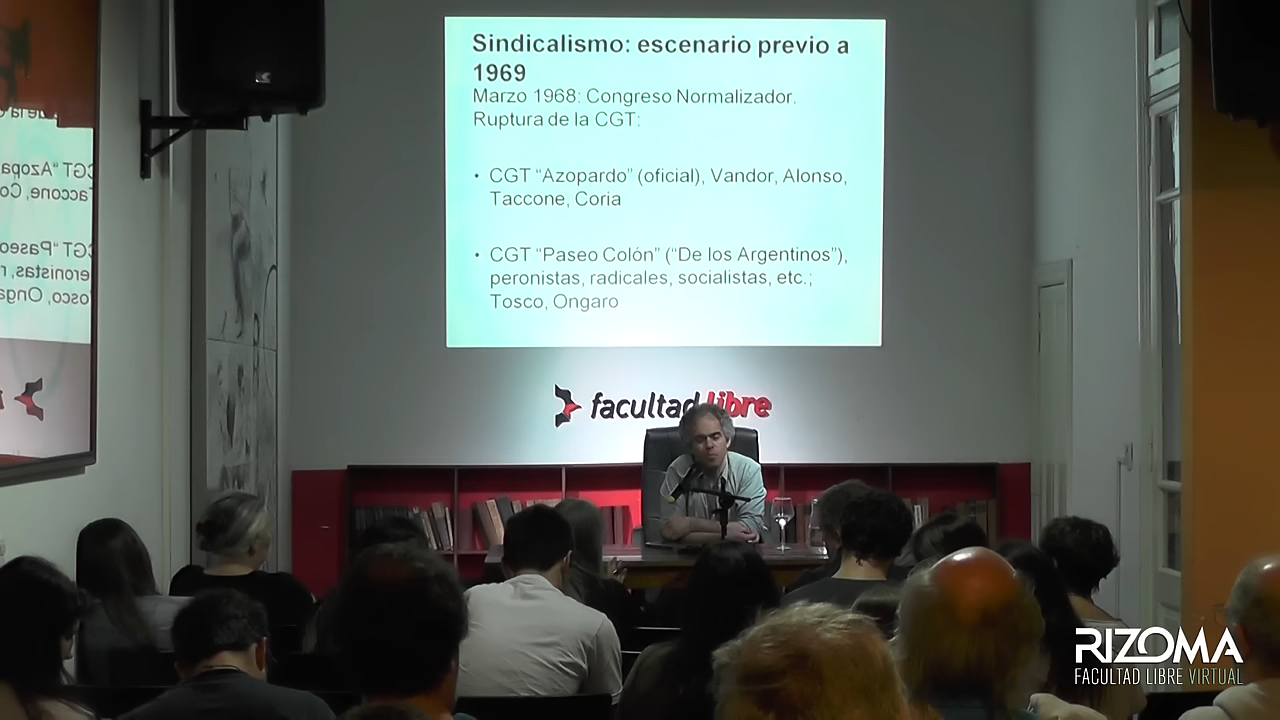 Sindicalismo: escenario previo a
1969
Marzo 1968: Congreso Normalizador.
Ruptura de la CGT:
• CGT “Azopardo” (oficial), Vandor, Alonso,
Taccone, Coria
• CGT “Paseo Colón” (“De los Argentinos”),
peronistas, radicales, socialistas, etc.;
Tosco, Ongaro
facultad libre
RIZOMA
FACULTAD LIBRE VIRTUAL